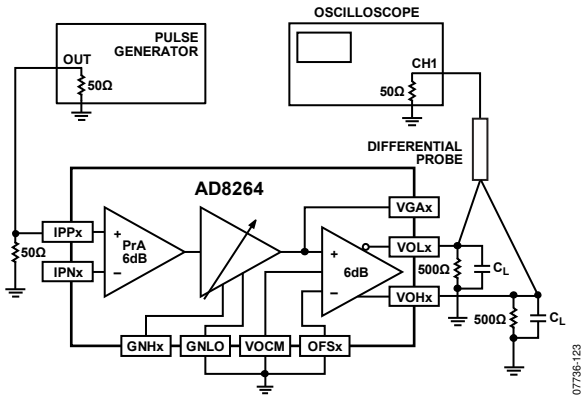 OSCILLOSCOPE
PULSE
GENERATOR
OUT
50Ω
CH1
50Ω
DIFFERENTIAL
PROBE
AD8264
VGAx
IPPx
+
PrA
6dB
–
50Ω
IPNx
+
6dB
–
VOLx
500Ω
CL
VOHx
500Ω
CL
GNHx
GNLO
VOCM
OFSx
07736-123